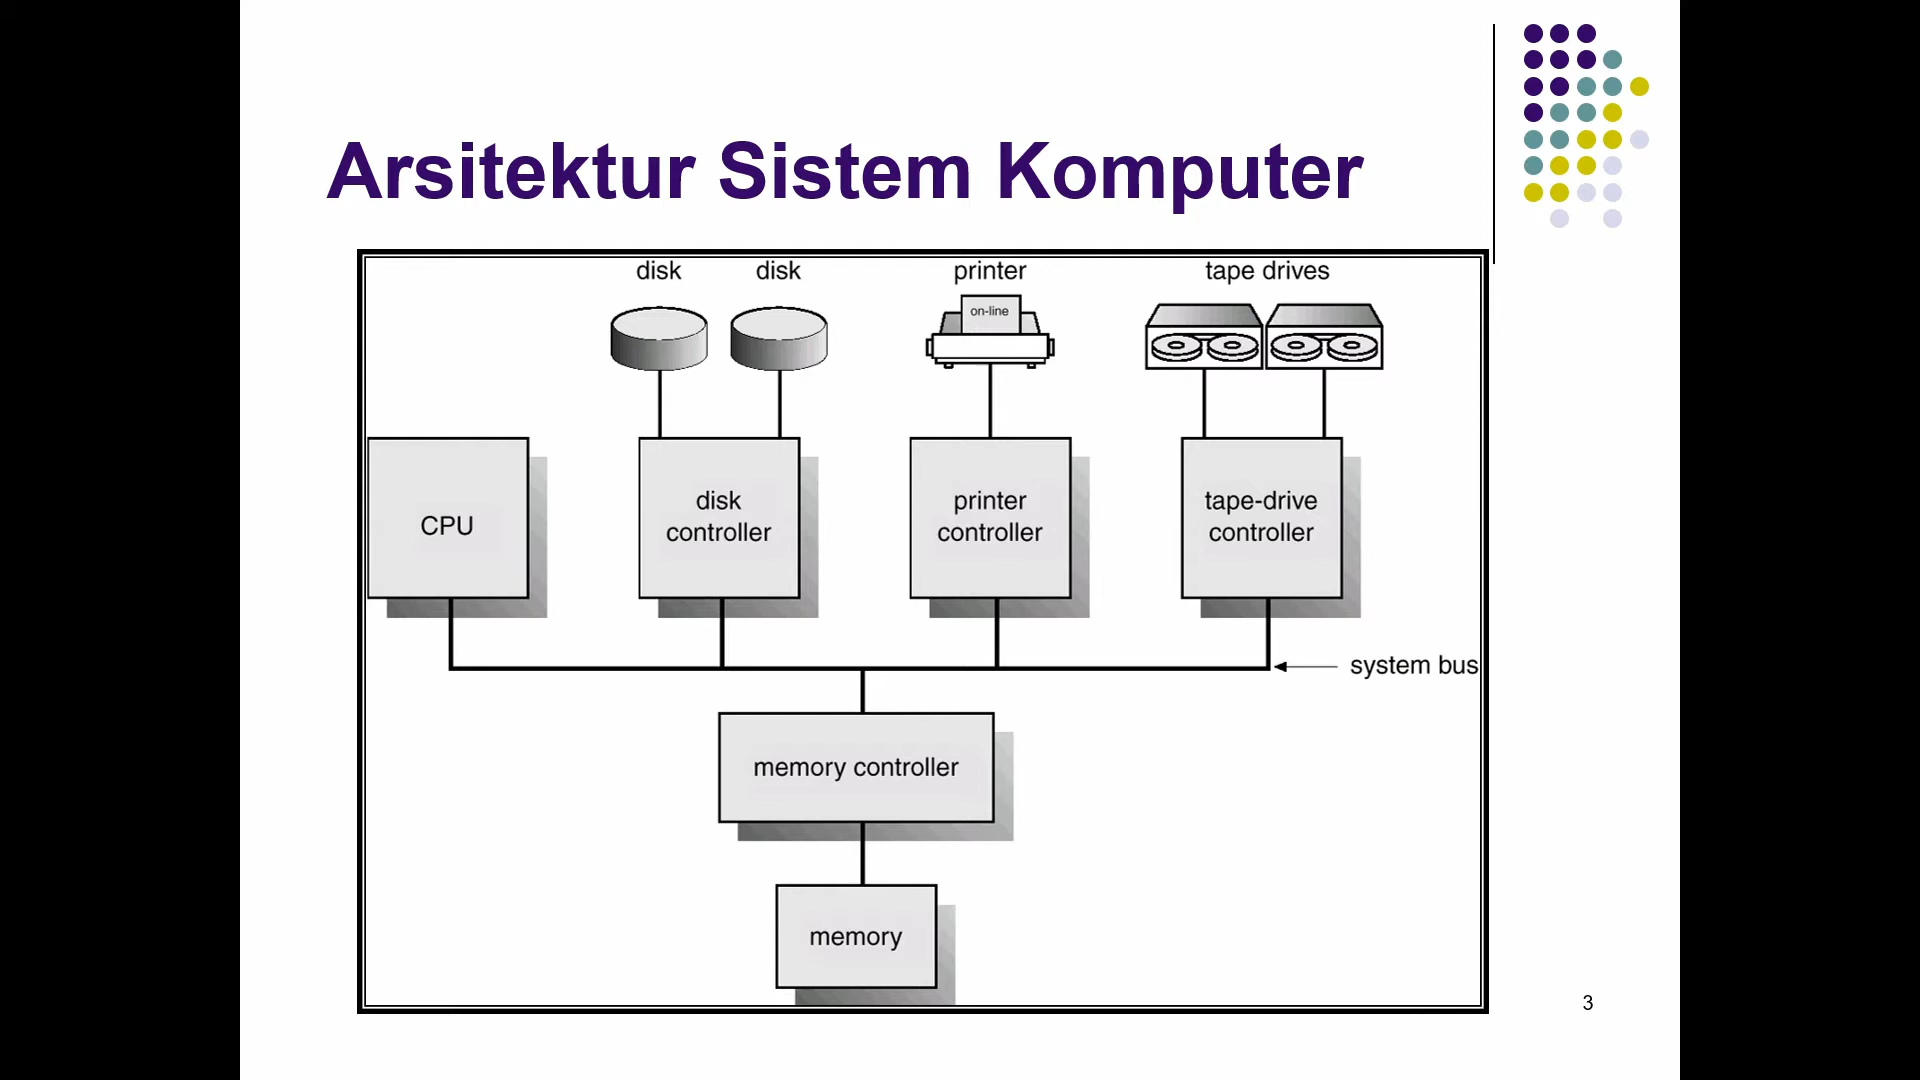 Arsitektur Sistem Komputer
disk
disk
printer
tape drives
on-line
CPU
disk
controller
printer
controller
tape-drive
controller
system bus
memory controller
memory
3